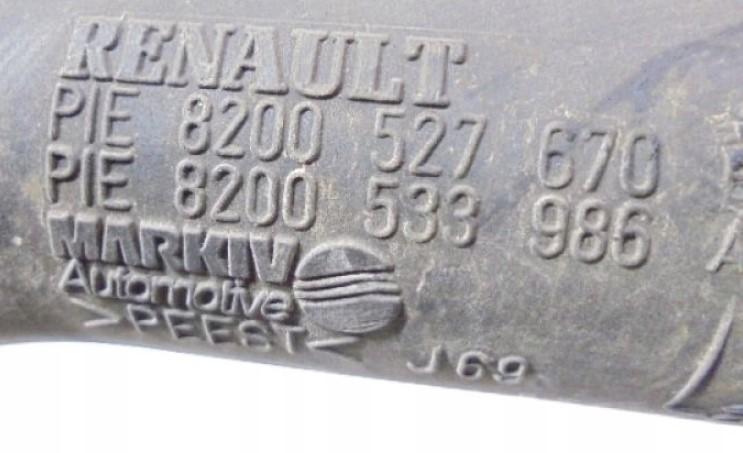 RENAULT
PIE 8200 527 670
PIE 8200 533 986
MARKIV
Automotive
>PEEST<
J69